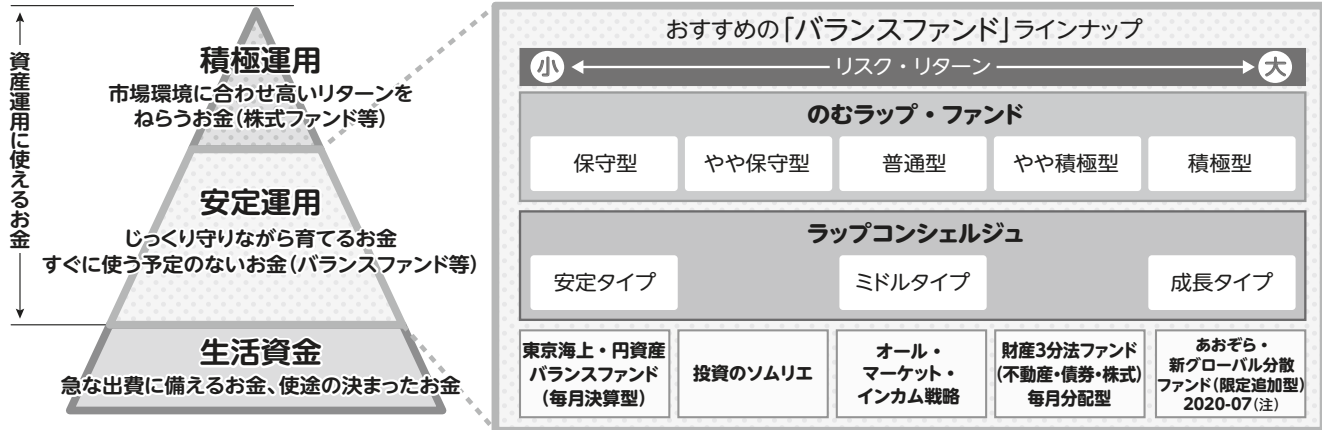 資産運用に使えるお金
積極運用
市場環境に合わせ高いリターンを
ねらうお金(株式ファンド等)
安定運用
じっくり守りながら育てるお金
すぐに使う予定のないお金(バランスファンド等)
生活資金
急な出費に備えるお金、使途の決まったお金
おすすめの「バランスファンド」ラインナップ
小 リスク・リターン 大
のむラップ・ファンド
保守型 やや保守型 普通型 やや積極型 積極型
ラップコンシェルジュ
安定タイプ ミドルタイプ 成長タイプ
東京海上・円資産
バランスファンド
(毎月決算型)
投資のソムリエ
オール・
マーケット・
インカム戦略
財産3分法ファンド
(不動産・債券・株式)
毎月分配型
あおぞら・
新グローバル分散
ファンド(限定追加型)
2020-07(注)